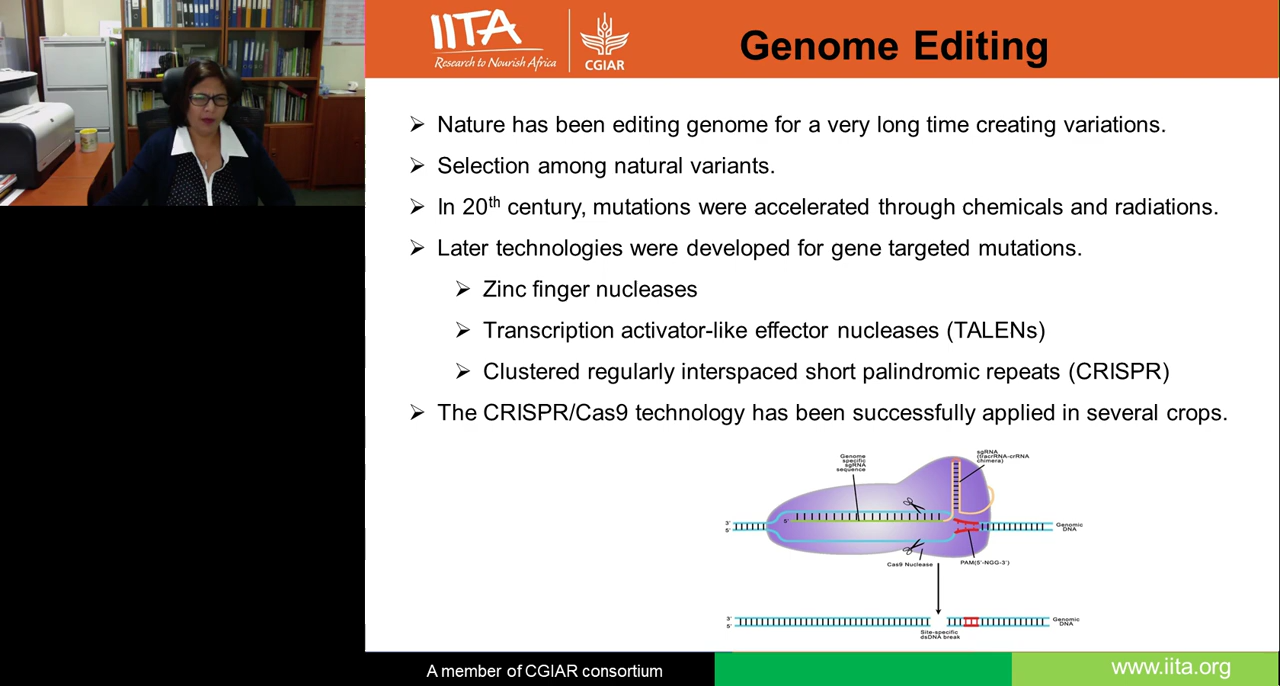 IITA
Research to Nourish Africa
CGIAR
Genome Editing
➢ Nature has been editing genome for a very long time creating variations.
➢ Selection among natural variants.
➢ In 20th century, mutations were accelerated through chemicals and radiations.
➢ Later technologies were developed for gene targeted mutations.
➢ Zinc finger nucleases
➢ Transcription activator-like effector nucleases (TALENs)
➢ Clustered regularly interspaced short palindromic repeats (CRISPR)
➢ The CRISPR/Cas9 technology has been successfully applied in several crops.
Genome
specific
sgRNA
sequence
sgRNA
(tracrRNA-crRNA
chimera)
3'
5'
5'
Genomic
DNA
Cas9 Nuclease
PAM(5'-NGG-3')
3'
5'
Genomic
DNA
Site-specific
dsDNA break
A member of CGIAR consortium
www.iita.org